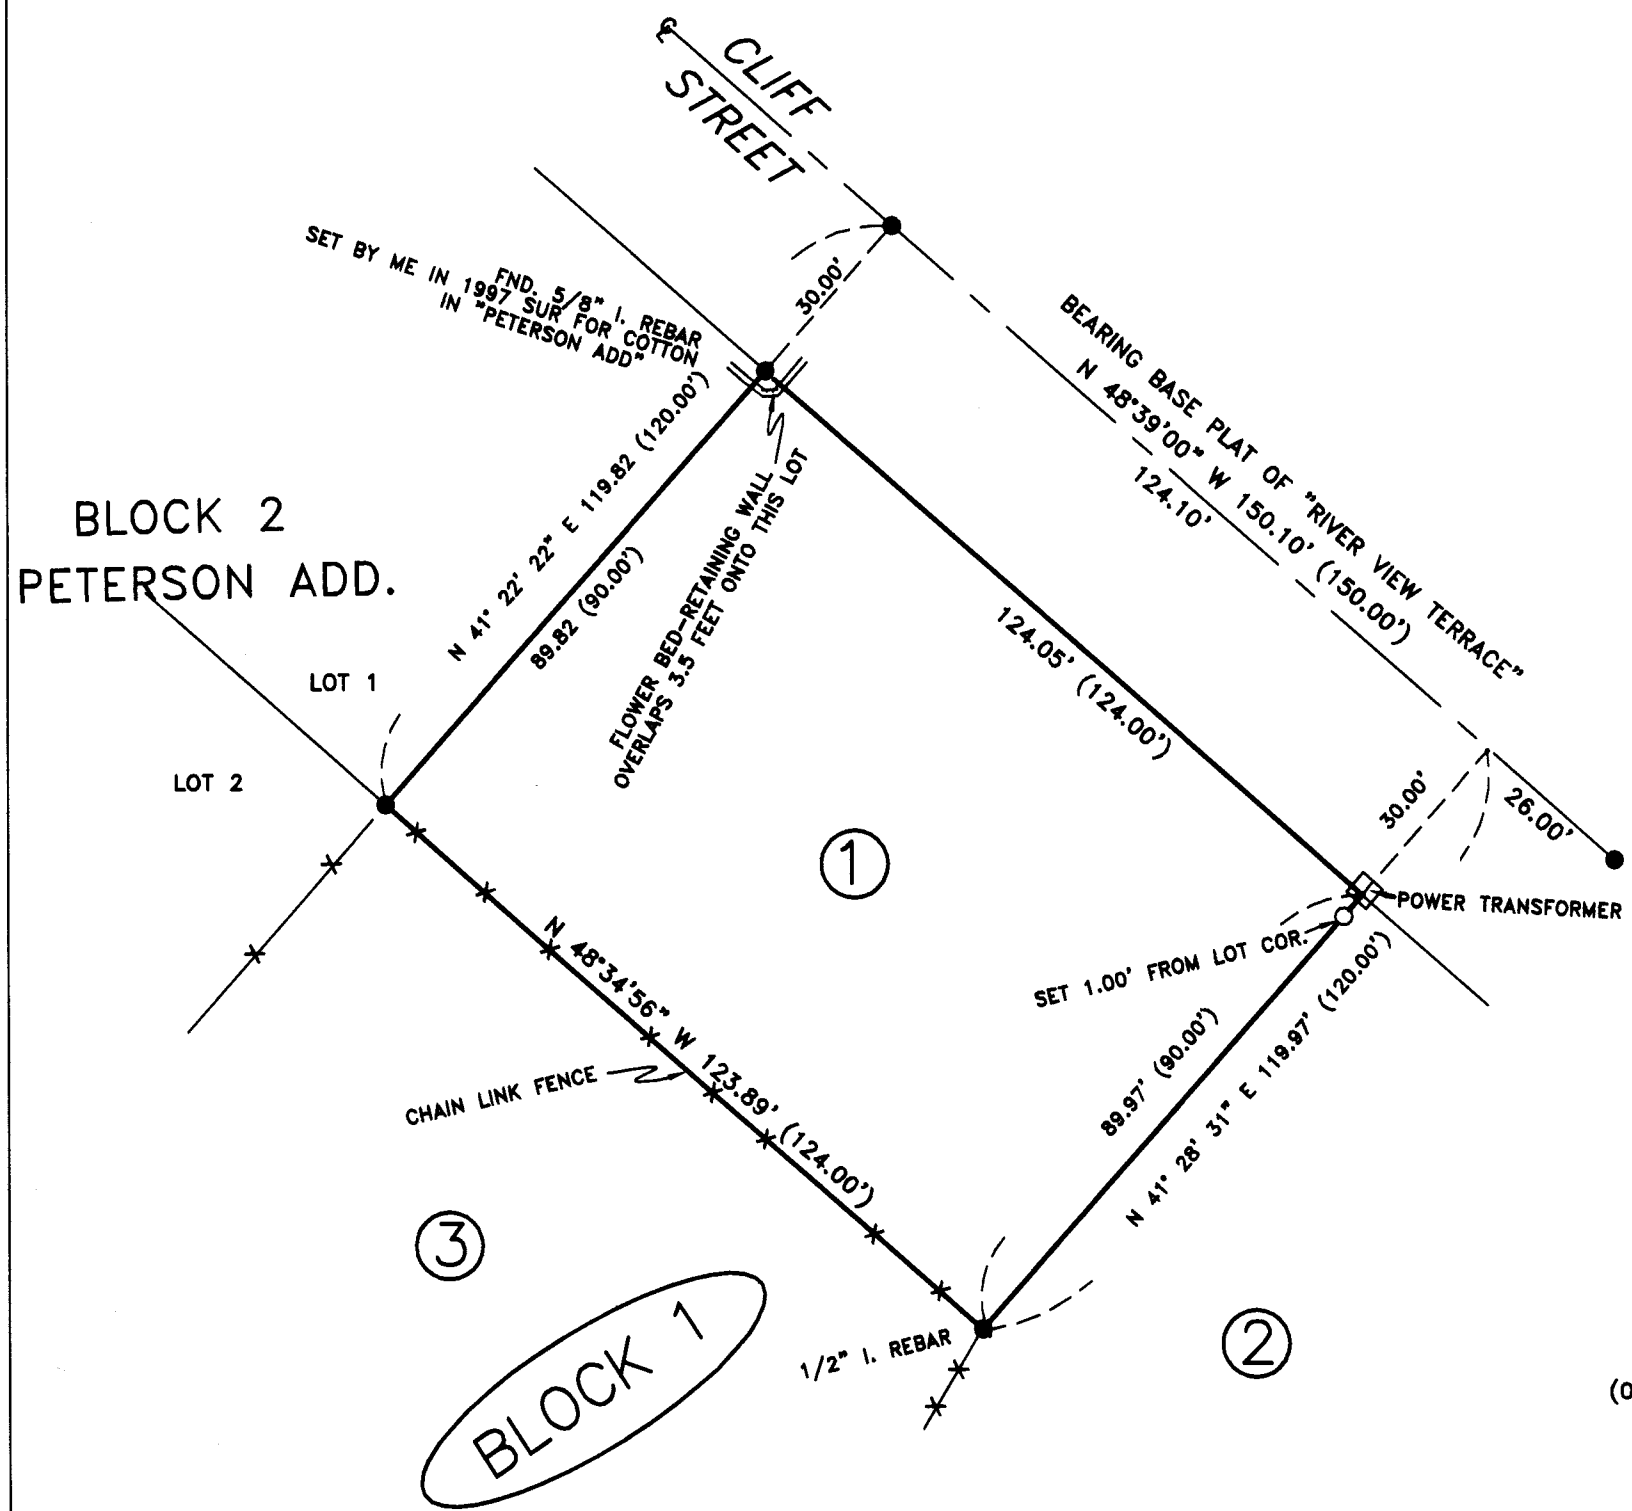 ℄
CLIFF
STREET
SET BY ME IN
FND. 5/8" I. REBAR
1997 SUR FOR COTTON
IN "PETERSON ADD"
30.00'
BEARING BASE PLAT OF "RIVER VIEW TERRACE"
N 48°39'00" W 150.10' (150.00')
124.10'
BLOCK 2
PETERSON ADD.
N 41° 22' 22" E 119.82 (120.00')
89.82 (90.00')
FLOWER BED-RETAINING WALL
OVERLAPS 3.5 FEET ONTO THIS LOT
124.05' (124.00')
LOT 1
LOT 2
30.00'
26.00'
1
POWER TRANSFORMER
SET 1.00' FROM LOT COR.
N 48°34'56" W 123.89' (124.00')
89.97' (90.00')
N 41° 28' 31" E 119.97' (120.00')
CHAIN LINK FENCE
3
BLOCK 1
1/2" I. REBAR
2